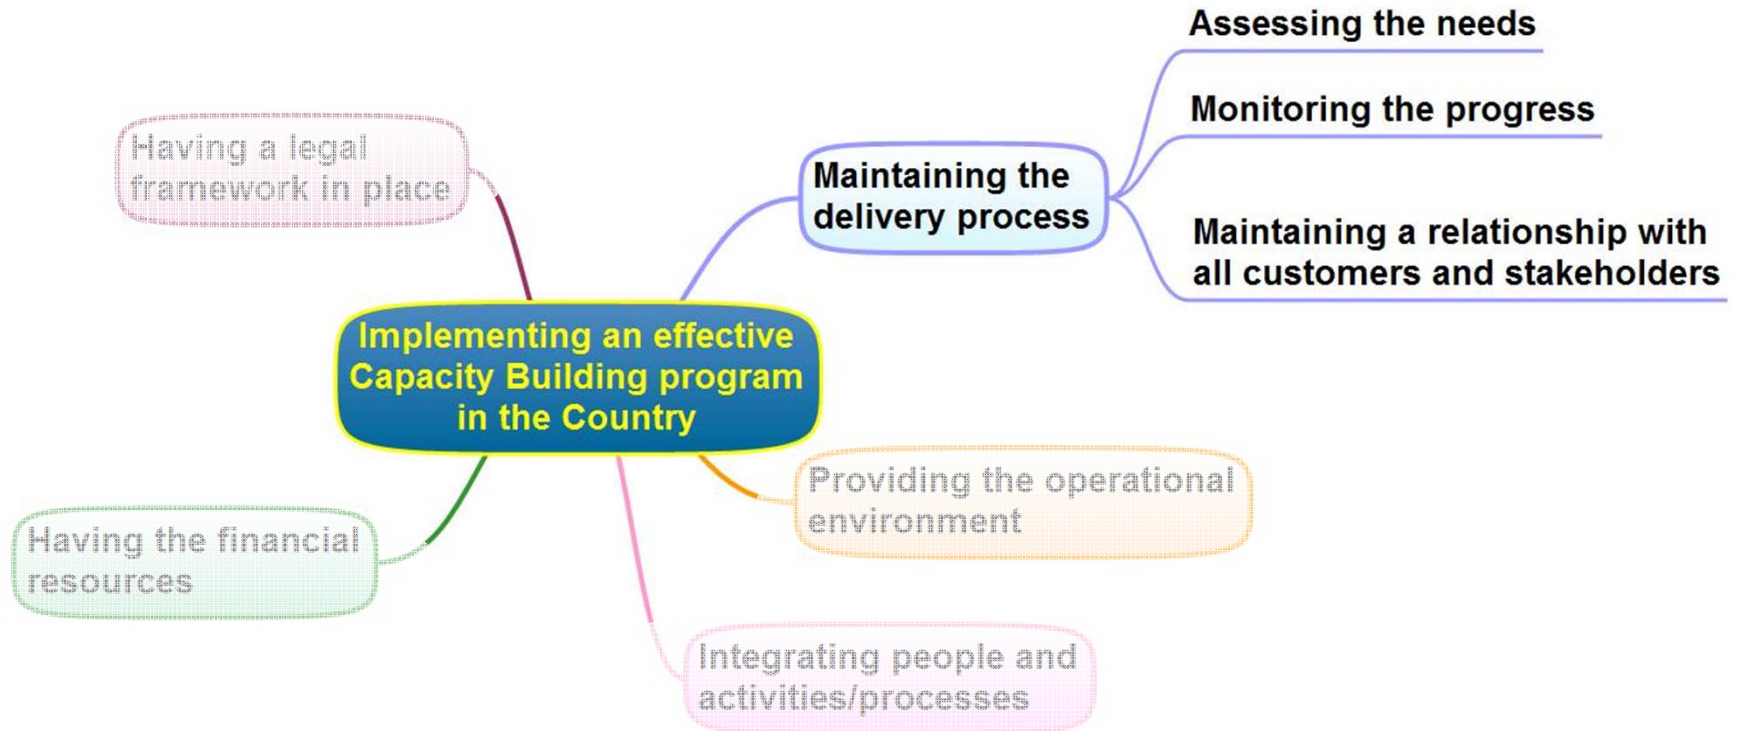 Assessing the needs
Monitoring the progress
Having a legal
framework in place
Maintaining the
delivery process
Maintaining a relationship with
all customers and stakeholders
Implementing an effective
Capacity Building program
in the Country
Providing the operational
environment
Having the financial
resources
Integrating people and
activities/processes